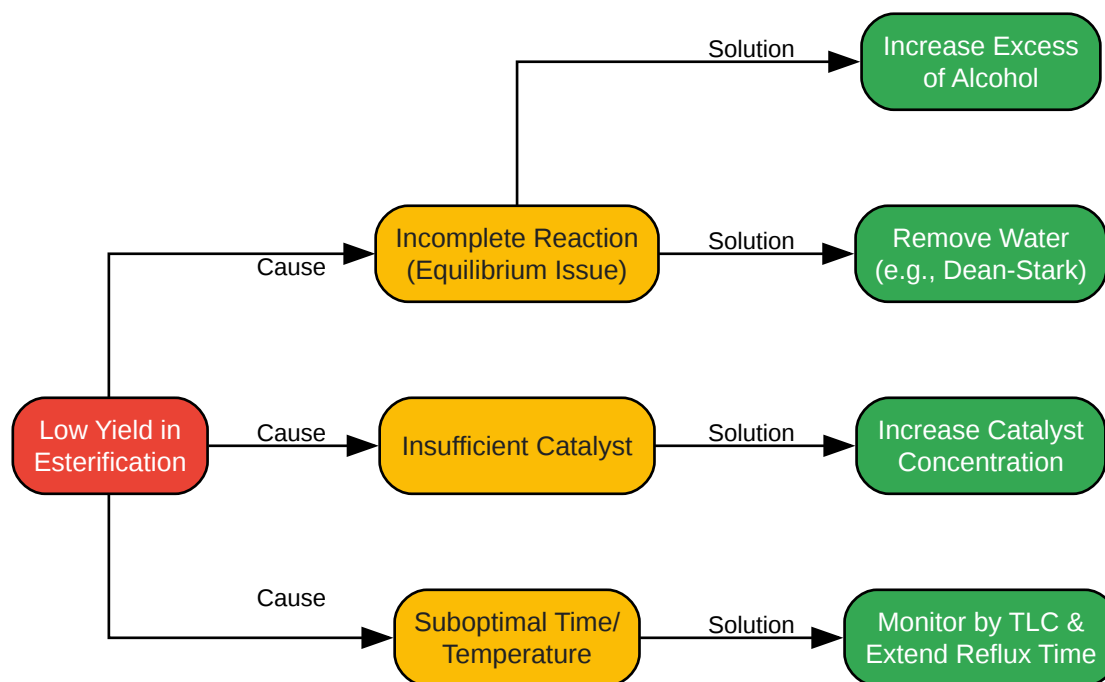 Solution
Increase Excess
of Alcohol
Cause
Incomplete Reaction
(Equilibrium Issue)
Solution
Remove Water
(e.g., Dean-Stark)
Low Yield in
Esterification
Cause
Insufficient Catalyst
Solution
Increase Catalyst
Concentration
Cause
Suboptimal Time/
Temperature
Solution
Monitor by TLC &
Extend Reflux Time